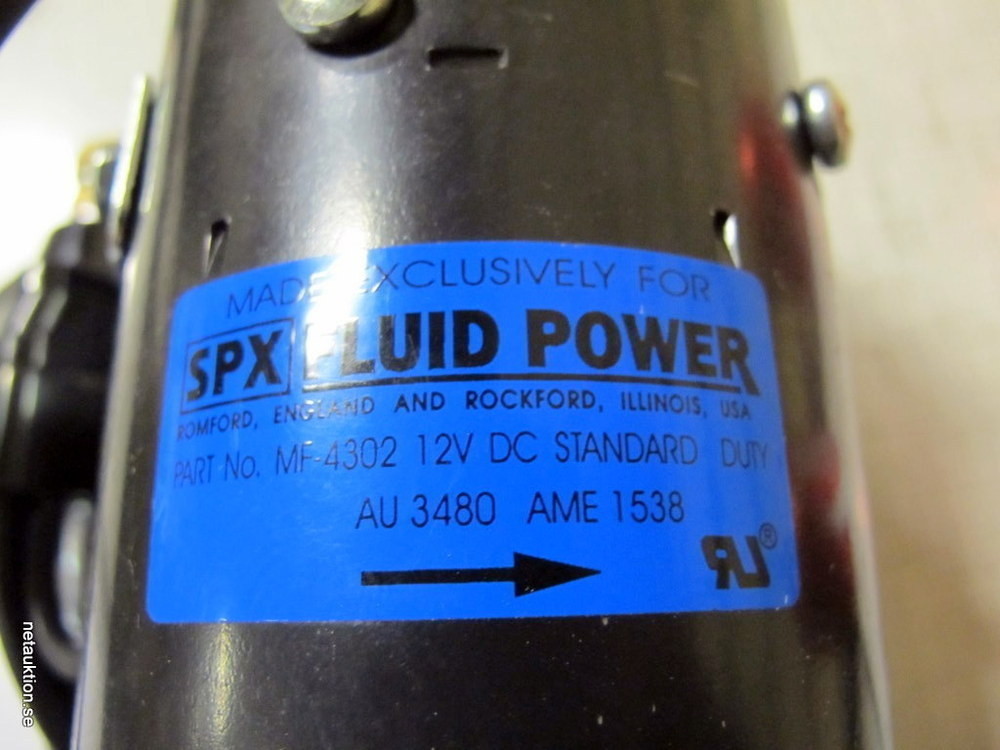 MADE EXCLUSIVELY FOR
SPX FLUID POWER
ROMFORD, ENGLAND AND ROCKFORD, ILLINOIS, USA
PART No. MF-4302 12V DC STANDARD DUTY
AU 3480 AME 1538
RU®
netauktion.se